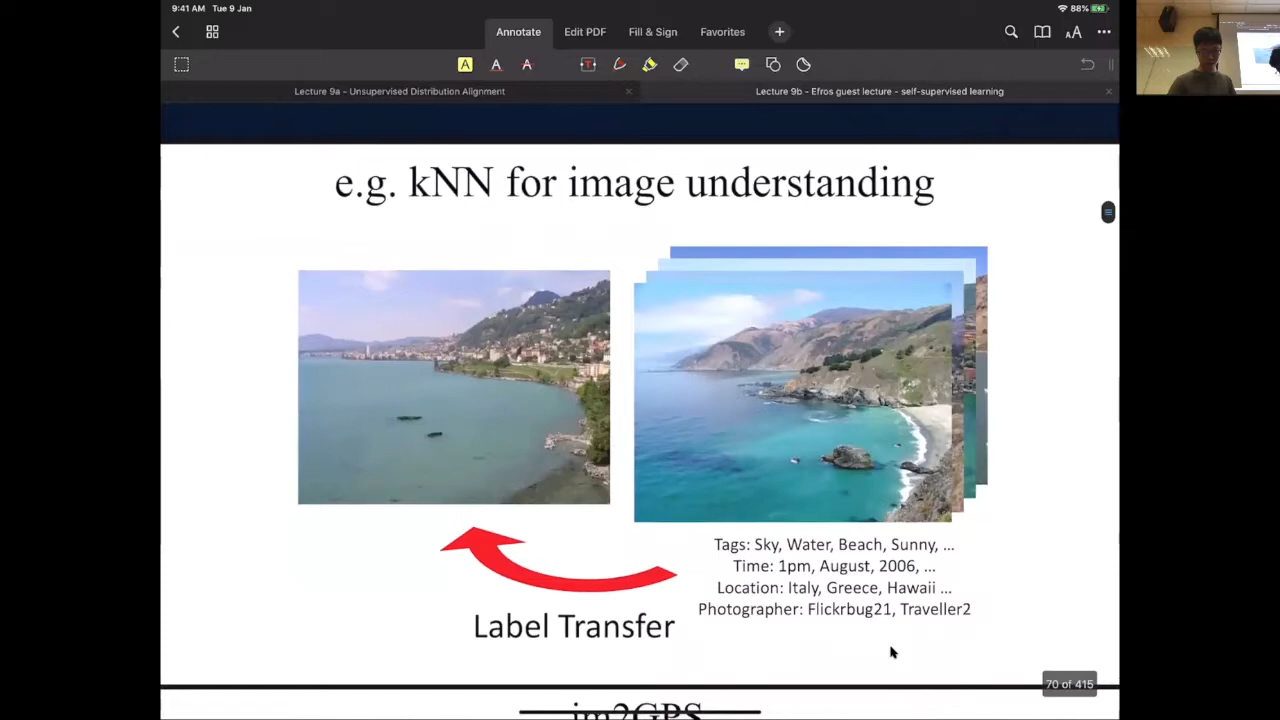 9:41 AM Tue 9 Jan
88%
Annotate Edit PDF Fill & Sign Favorites
Lecture 9a - Unsupervised Distribution Alignment
Lecture 9b - Efros guest lecture - self-supervised learning
e.g. kNN for image understanding
Tags: Sky, Water, Beach, Sunny, ...
Time: 1pm, August, 2006, ...
Location: Italy, Greece, Hawaii ...
Photographer: Flickrbug21, Traveller2
Label Transfer
70 of 415
im2GPS